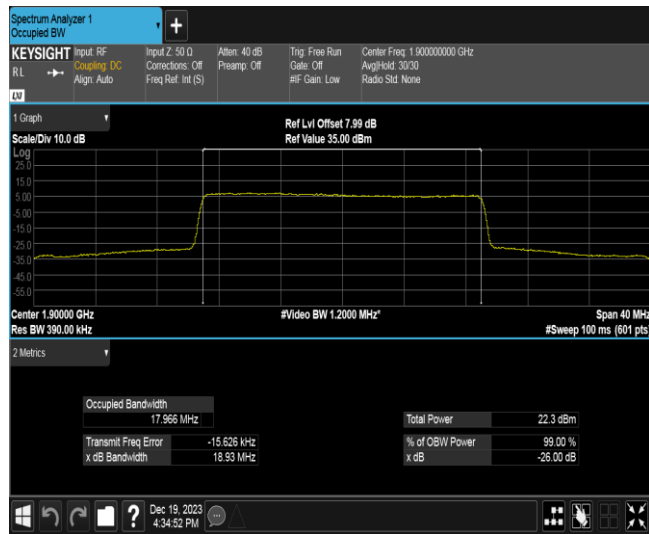 Spectrum Analyzer 1
Occupied BW
+
KEYSIGHT Input: RF Input Z: 50 Ω Atten: 40 dB Trig: Free Run Center Freq: 1.900000000 GHz
RL Coupling: DC Corrections: Off Preamp: Off Gate: Off Avg|Hold: 30/30
Align: Auto Freq Ref: Int (S) #IF Gain: Low Radio Std: None
LXI
1 Graph
Ref Lvl Offset 7.99 dB
Scale/Div 10.0 dB Ref Value 35.00 dBm
Log
25.0
15.0
5.00
-5.00
-15.0
-25.0
-35.0
-45.0
-55.0
Center 1.90000 GHz #Video BW 1.2000 MHz* Span 40 MHz
Res BW 390.00 kHz #Sweep 100 ms (601 pts)
2 Metrics
Occupied Bandwidth
17.966 MHz Total Power 22.3 dBm
Transmit Freq Error -15.626 kHz % of OBW Power 99.00 %
x dB Bandwidth 18.93 MHz x dB -26.00 dB
? Dec 19, 2023
4:34:52 PM